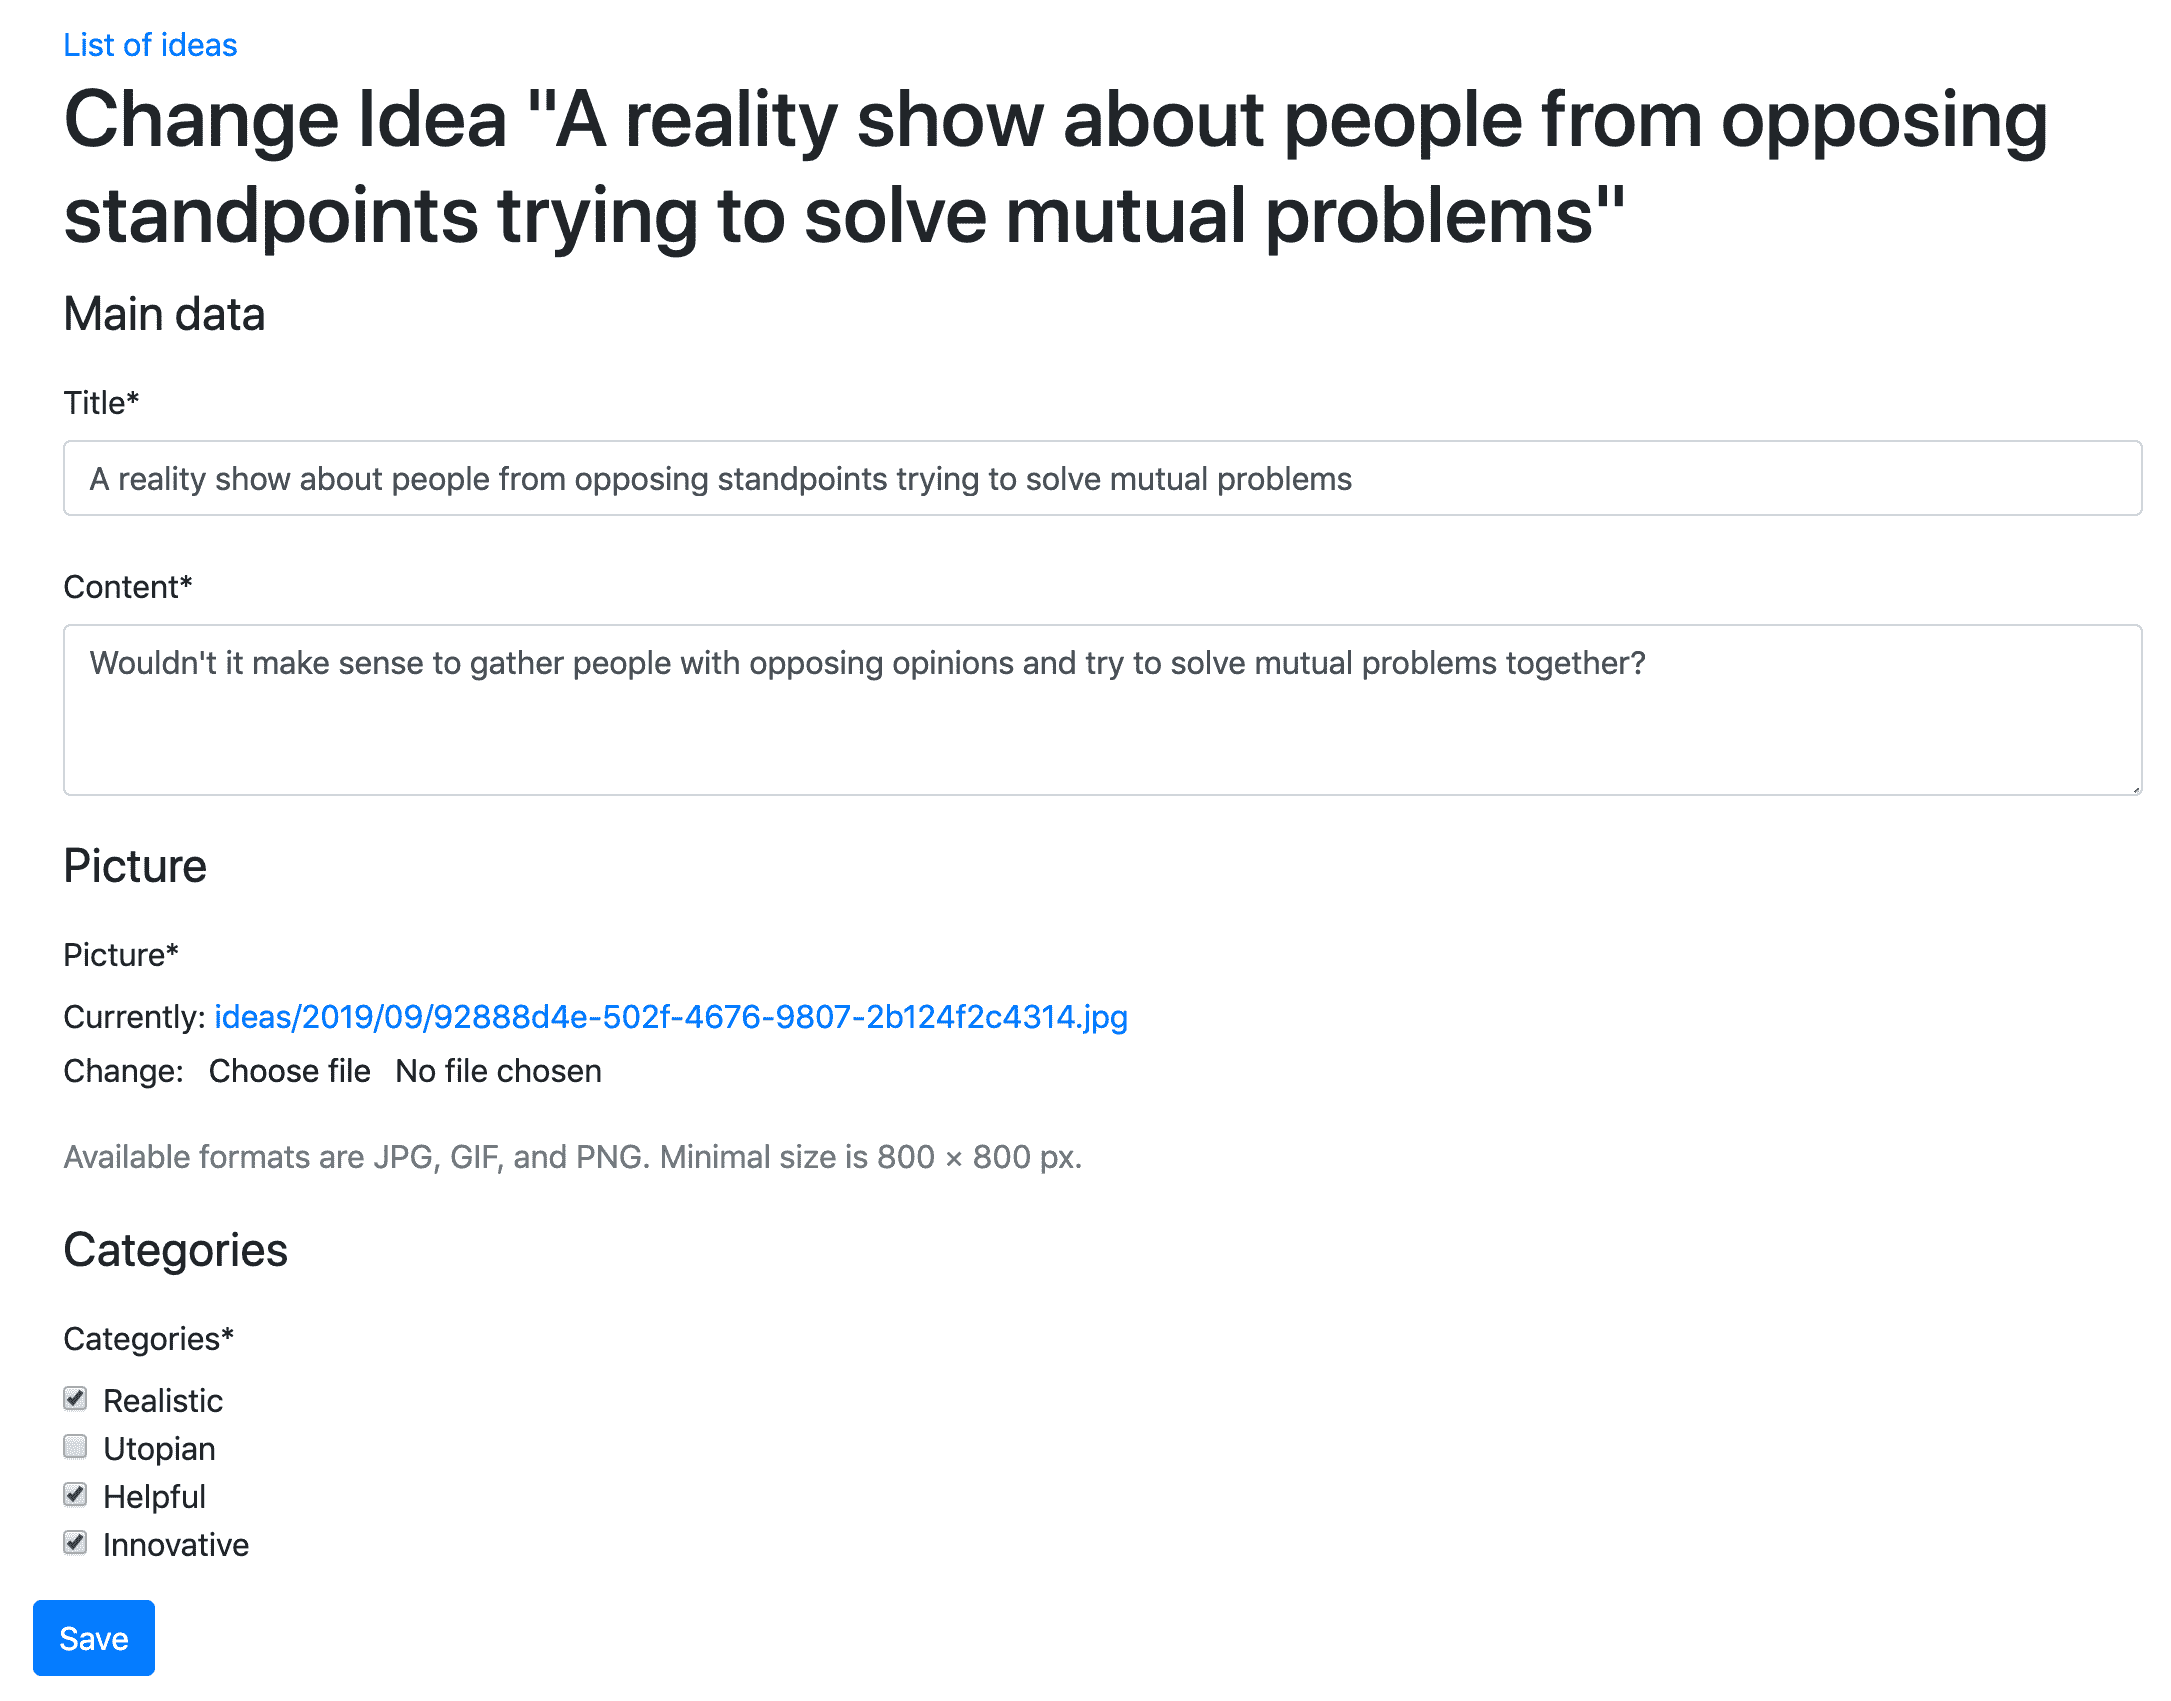 List of ideas
Change Idea "A reality show about people from opposing
standpoints trying to solve mutual problems"
Main data
Title*
A reality show about people from opposing standpoints trying to solve mutual problems
Content*
Wouldn't it make sense to gather people with opposing opinions and try to solve mutual problems together?
Picture
Picture*
Currently: ideas/2019/09/92888d4e-502f-4676-9807-2b124f2c4314.jpg
Change: Choose file No file chosen
Available formats are JPG, GIF, and PNG. Minimal size is 800 × 800 px.
Categories
Categories*
Realistic
Utopian
Helpful
Innovative
Save